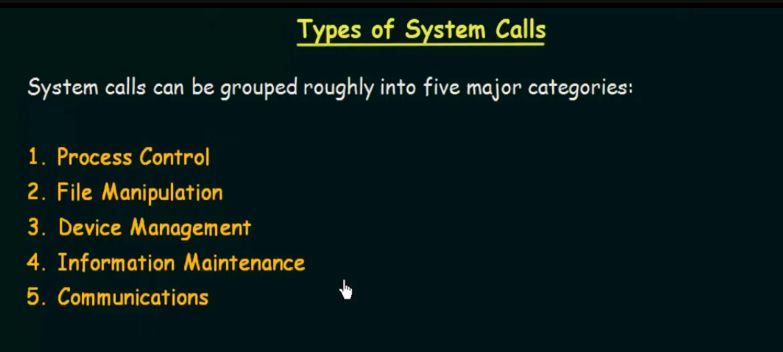 Types of System Calls
System calls can be grouped roughly into five major categories:
1. Process Control
2. File Manipulation
3. Device Management
4. Information Maintenance
5. Communications